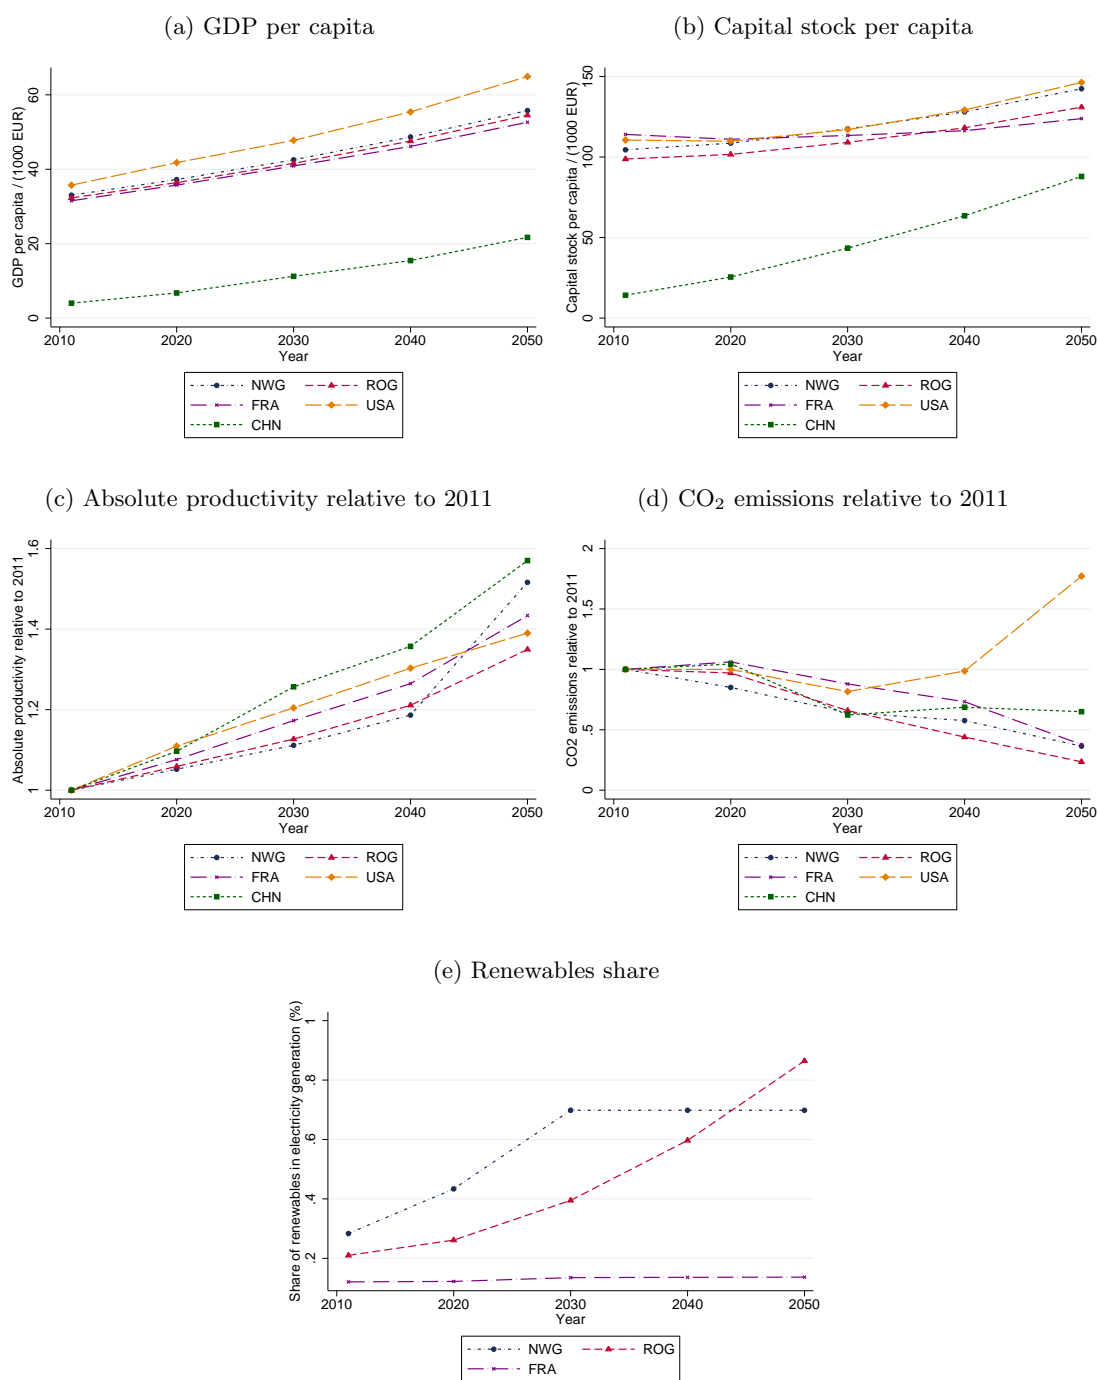 (a) GDP per capita
GDP per capita / (1000 EUR)
60
40
20
0
2010 2020 2030 2040 2050
Year
NWG ROG
FRA USA
CHN
(b) Capital stock per capita
Capital stock per capita / (1000 EUR)
150
100
50
0
2010 2020 2030 2040 2050
Year
NWG ROG
FRA USA
CHN
(c) Absolute productivity relative to 2011
Absolute productivity relative to 2011
1.6
1.4
1.2
1
2010 2020 2030 2040 2050
Year
NWG ROG
FRA USA
CHN
(d) CO₂ emissions relative to 2011
CO2 emissions relative to 2011
2
1.5
1
.5
0
2010 2020 2030 2040 2050
Year
NWG ROG
FRA USA
CHN
(e) Renewables share
Share of renewables in electricity generation (%)
1
.8
.6
.4
.2
2010 2020 2030 2040 2050
Year
NWG ROG
FRA